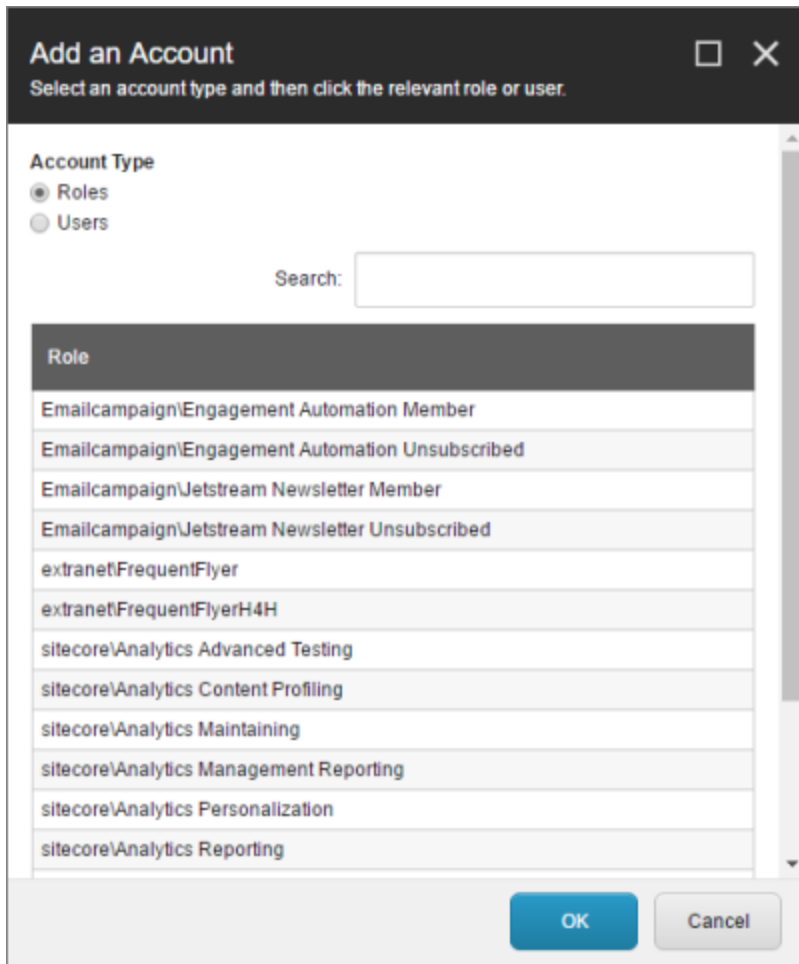 Add an Account
Select an account type and then click the relevant role or user.
Account Type
Roles
Users
Search:
Role
Emailcampaign\Engagement Automation Member
Emailcampaign\Engagement Automation Unsubscribed
Emailcampaign\Jetstream Newsletter Member
Emailcampaign\Jetstream Newsletter Unsubscribed
extranet\FrequentFlyer
extranet\FrequentFlyerH4H
sitecore\Analytics Advanced Testing
sitecore\Analytics Content Profiling
sitecore\Analytics Maintaining
sitecore\Analytics Management Reporting
sitecore\Analytics Personalization
sitecore\Analytics Reporting
OK Cancel